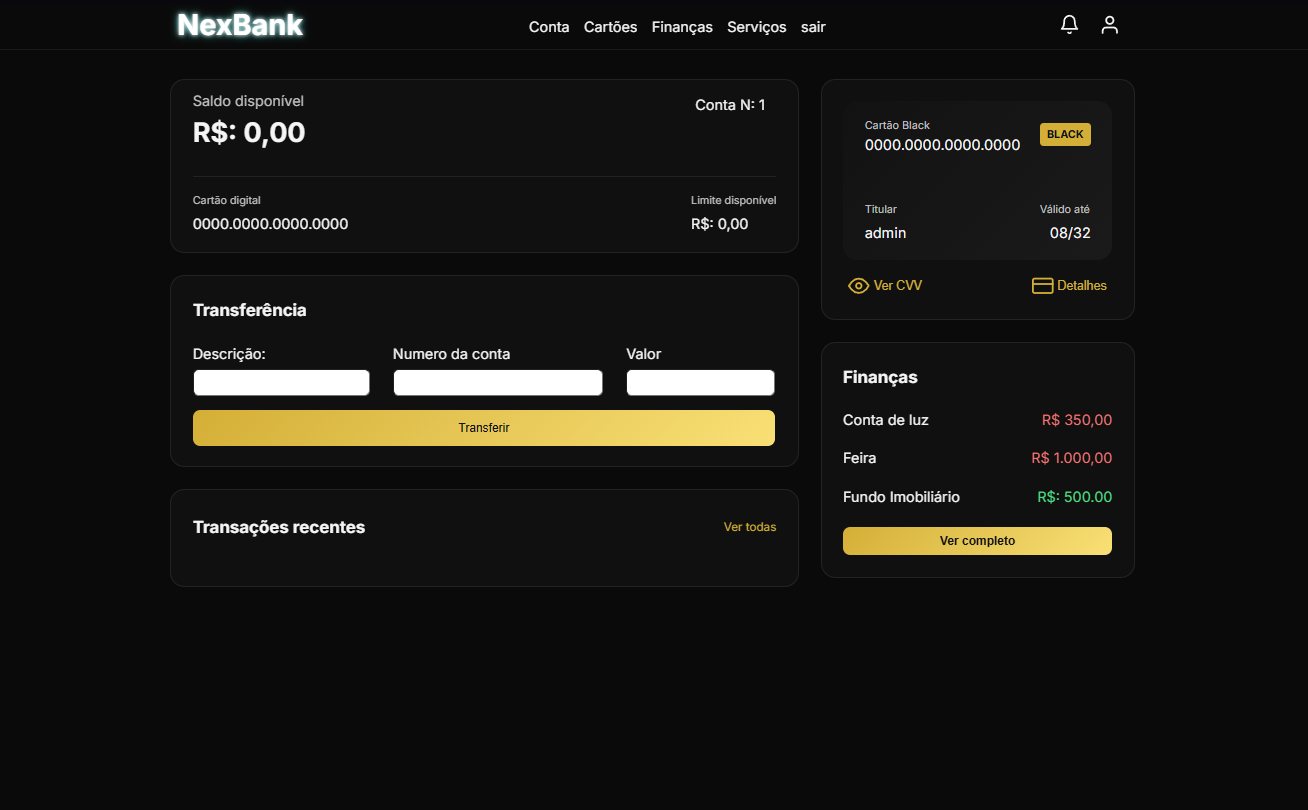 NexBank
Conta Cartões Finanças Serviços sair
Saldo disponível
R$: 0,00
Conta N: 1
Cartão digital
0000.0000.0000.0000
Limite disponível
R$: 0,00
Transferência
Descrição:
Numero da conta
Valor
Transferir
Transações recentes
Ver todas
Cartão Black
0000.0000.0000.0000
BLACK
Titular
admin
Válido até
08/32
Ver CVV
Detalhes
Finanças
Conta de luz R$ 350,00
Feira R$ 1.000,00
Fundo Imobiliário R$: 500.00
Ver completo